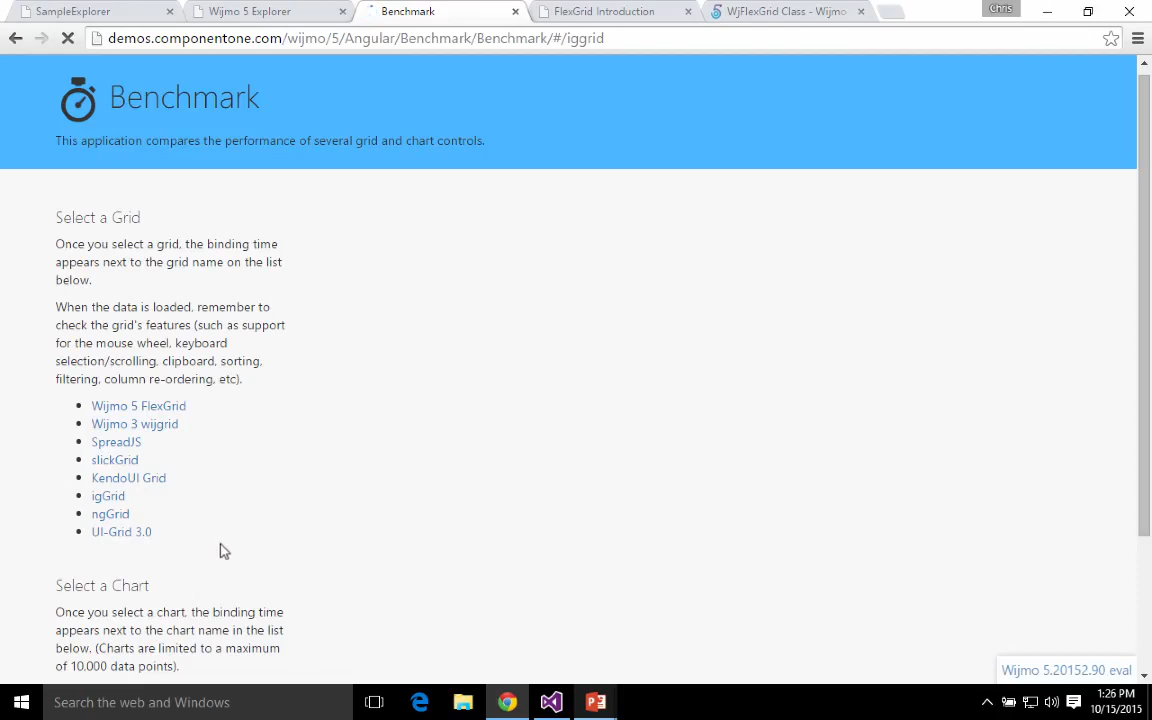 SampleExplorer
Wijmo 5 Explorer
Benchmark
FlexGrid Introduction
WjFlexGrid Class - Wijmo
Chris
demos.componentone.com/wijmo/5/Angular/Benchmark/Benchmark/#/iggrid
Benchmark
This application compares the performance of several grid and chart controls.
Select a Grid
Once you select a grid, the binding time
appears next to the grid name on the list
below.
When the data is loaded, remember to
check the grid's features (such as support
for the mouse wheel, keyboard
selection/scrolling, clipboard, sorting,
filtering, column re-ordering, etc).
Wijmo 5 FlexGrid
Wijmo 3 wijgrid
SpreadJS
slickGrid
KendoUI Grid
igGrid
ngGrid
UI-Grid 3.0
Select a Chart
Once you select a chart, the binding time
appears next to the chart name in the list
below. (Charts are limited to a maximum
of 10,000 data points).
Wijmo 5.20152.90 eval
Search the web and Windows
1:26 PM
10/15/2015